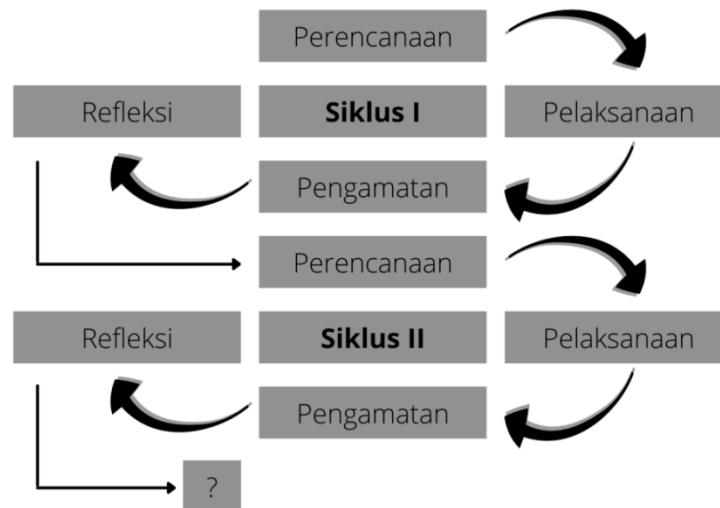 Perencanaan
Refleksi
Siklus I
Pelaksanaan
Pengamatan
Perencanaan
Refleksi
Siklus II
Pelaksanaan
Pengamatan
?